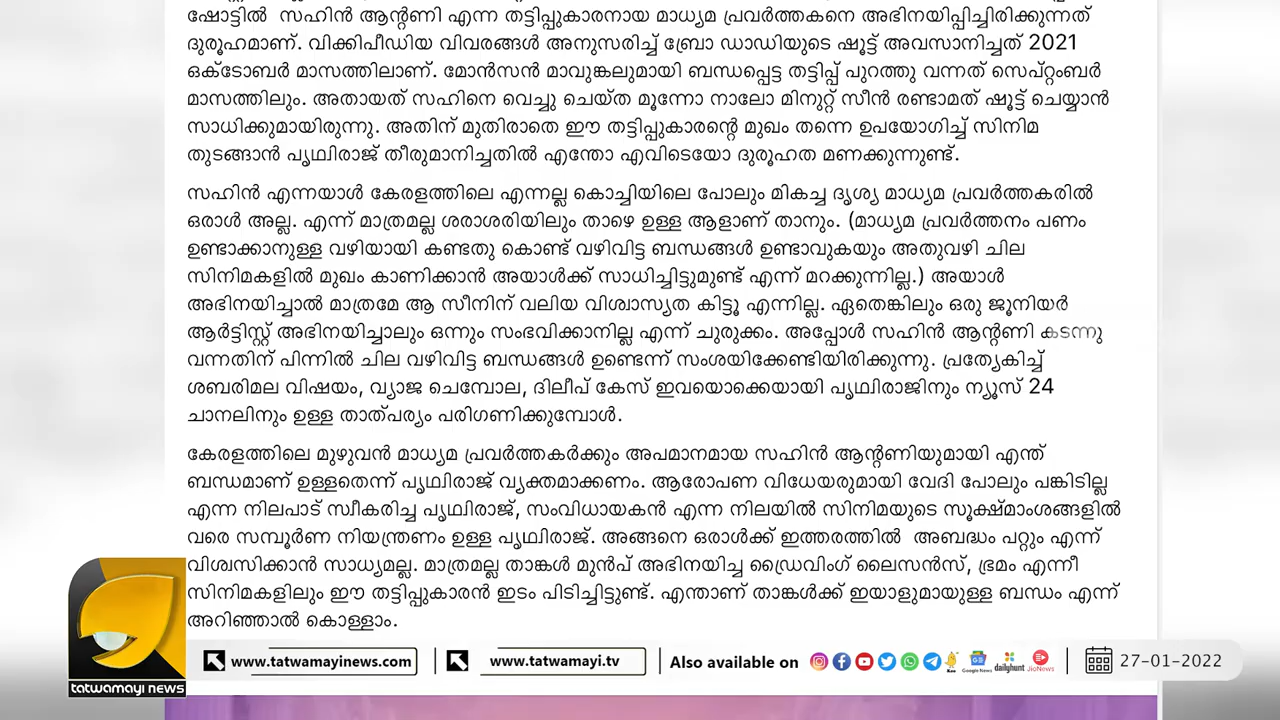 ഷോട്ടിൽ സഹിൻ ആന്റണി എന്ന തട്ടിപ്പുകാരനായ മാധ്യമ പ്രവർത്തകനെ അഭിനയിപ്പിച്ചിരിക്കുന്നത്
ദുരൂഹമാണ്. വിക്കിപീഡിയ വിവരങ്ങൾ അനുസരിച്ച് ബ്രോ ഡാഡിയുടെ ഷൂട്ട് അവസാനിച്ചത് 2021
ഒക്ടോബർ മാസത്തിലാണ്. മോൻസൻ മാവുങ്കലുമായി ബന്ധപ്പെട്ട തട്ടിപ്പ് പുറത്തു വന്നത് സെപ്റ്റംബർ
മാസത്തിലും. അതായത് സഹിനെ വെച്ചു ചെയ്ത മൂന്നോ നാലോ മിനുറ്റ് സീൻ രണ്ടാമത് ഷൂട്ട് ചെയ്യാൻ
സാധിക്കുമായിരുന്നു. അതിന് മുതിരാതെ ഈ തട്ടിപ്പുകാരന്റെ മുഖം തന്നെ ഉപയോഗിച്ച് സിനിമ
തുടങ്ങാൻ പൃഥ്വിരാജ് തീരുമാനിച്ചതിൽ എന്തോ എവിടെയോ ദുരൂഹത മണക്കുന്നുണ്ട്.
സഹിൻ എന്നയാൾ കേരളത്തിലെ എന്നല്ല കൊച്ചിയിലെ പോലും മികച്ച ദൃശ്യ മാധ്യമ പ്രവർത്തകരിൽ
ഒരാൾ അല്ല. എന്ന് മാത്രമല്ല ശരാശരിയിലും താഴെ ഉള്ള ആളാണ് താനും. (മാധ്യമ പ്രവർത്തനം പണം
ഉണ്ടാക്കാനുള്ള വഴിയായി കണ്ടതു കൊണ്ട് വഴിവിട്ട ബന്ധങ്ങൾ ഉണ്ടാവുകയും അതുവഴി ചില
സിനിമകളിൽ മുഖം കാണിക്കാൻ അയാൾക്ക് സാധിച്ചിട്ടുമുണ്ട് എന്ന് മറക്കുന്നില്ല.) അയാൾ
അഭിനയിച്ചാൽ മാത്രമേ ആ സീനിന് വലിയ വിശ്വാസ്യത കിട്ടൂ എന്നില്ല. ഏതെങ്കിലും ഒരു ജൂനിയർ
ആർട്ടിസ്റ്റ് അഭിനയിച്ചാലും ഒന്നും സംഭവിക്കാനില്ല എന്ന് ചുരുക്കം. അപ്പോൾ സഹിൻ ആന്റണി കടന്നു
വന്നതിന് പിന്നിൽ ചില വഴിവിട്ട ബന്ധങ്ങൾ ഉണ്ടെന്ന് സംശയിക്കേണ്ടിയിരിക്കുന്നു. പ്രത്യേകിച്ച്
ശബരിമല വിഷയം, വ്യാജ ചെമ്പോല, ദിലീപ് കേസ് ഇവയൊക്കെയായി പൃഥിരാജിനും ന്യൂസ് 24
ചാനലിനും ഉള്ള താത്പര്യം പരിഗണിക്കുമ്പോൾ.
കേരളത്തിലെ മുഴുവൻ മാധ്യമ പ്രവർത്തകർക്കും അപമാനമായ സഹിൻ ആന്റണിയുമായി എന്ത്
ബന്ധമാണ് ഉള്ളതെന്ന് പൃഥിരാജ് വ്യക്തമാക്കണം. ആരോപണ വിധേയരുമായി വേദി പോലും പങ്കിടില്ല
എന്ന നിലപാട് സ്വീകരിച്ച പൃഥിരാജ്, സംവിധായകൻ എന്ന നിലയിൽ സിനിമയുടെ സൂക്ഷ്മാംശങ്ങളിൽ
വരെ സമ്പൂർണ നിയന്ത്രണം ഉള്ള പൃഥിരാജ്. അങ്ങനെ ഒരാൾക്ക് ഇത്തരത്തിൽ അബദ്ധം പറ്റും എന്ന്
വിശ്വസിക്കാൻ സാധ്യമല്ല. മാത്രമല്ല താങ്കൾ മുൻപ് അഭിനയിച്ച ഡ്രൈവിംഗ് ലൈസൻസ്, ഭ്രമം എന്നീ
സിനിമകളിലും ഈ തട്ടിപ്പുകാരൻ ഇടം പിടിച്ചിട്ടുണ്ട്. എന്താണ് താങ്കൾക്ക് ഇയാളുമായുള്ള ബന്ധം എന്ന്
അറിഞ്ഞാൽ കൊള്ളാം.
www.tatwamayinews.com www.tatwamayi.tv Also available on Koo Google News dailyhunt JioNews 27-01-2022
tatwamayi news